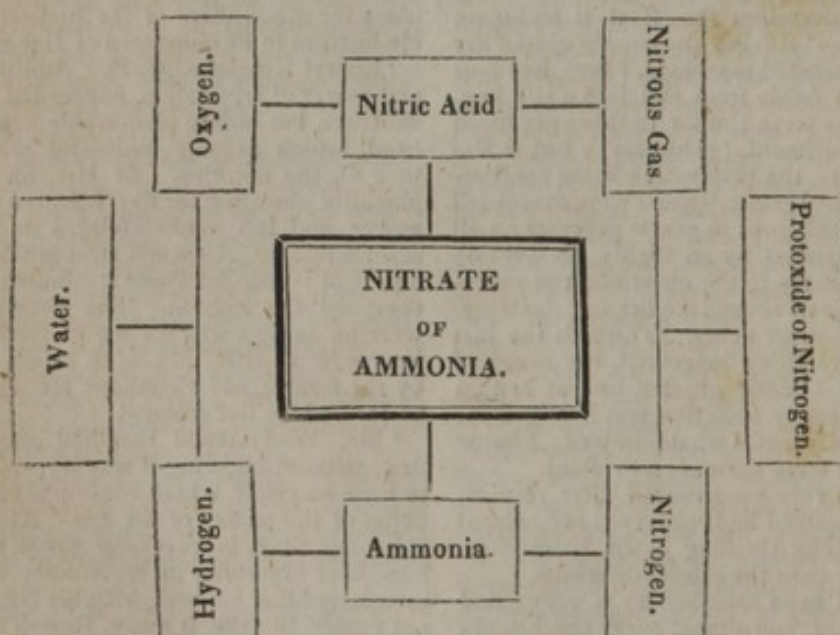 Oxygen.
Nitric Acid
Nitrous Gas
Water.
NITRATE
OF
AMMONIA.
Protoxide of Nitrogen.
Hydrogen.
Ammonia.
Nitrogen.